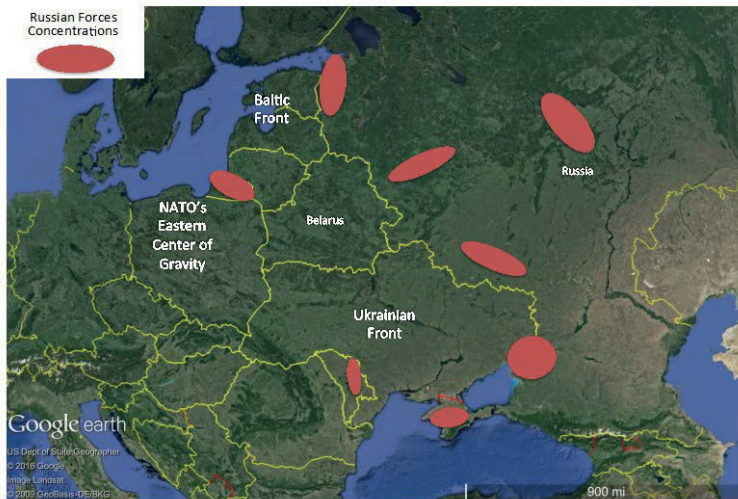 Russian Forces
Concentrations
Baltic
Front
Russia
NATO's
Eastern
Center of
Gravity
Belarus
Ukrainian
Front
Google earth
US Dept of State Geographer
© 2016 Google
Image Landsat
© 2009 GeoBasis-DE/BKG
900 mi